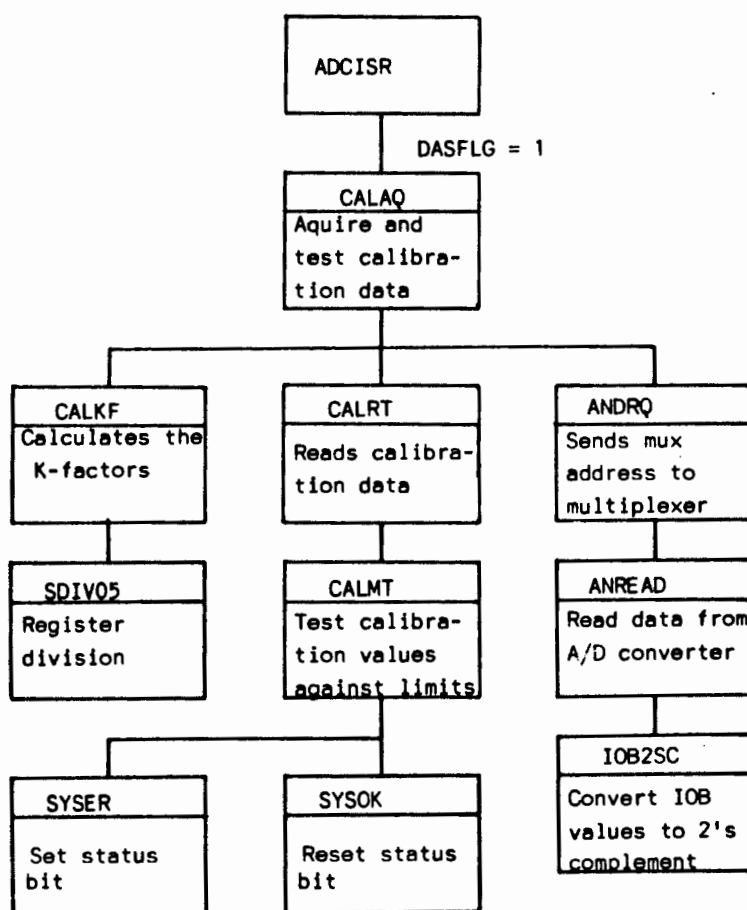 ADCISR
DASFLG = 1
CALAQ
Aquire and
test calibra-
tion data
CALKF
Calculates the
K-factors
CALRT
Reads calibra-
tion data
ANDRQ
Sends mux
address to
multiplexer
SDIV05
Register
division
CALMT
Test calibra-
tion values
against limits
ANREAD
Read data from
A/D converter
SYSER
Set status
bit
SYSOK
Reset status
bit
IOB2SC
Convert IOB
values to 2's
complement